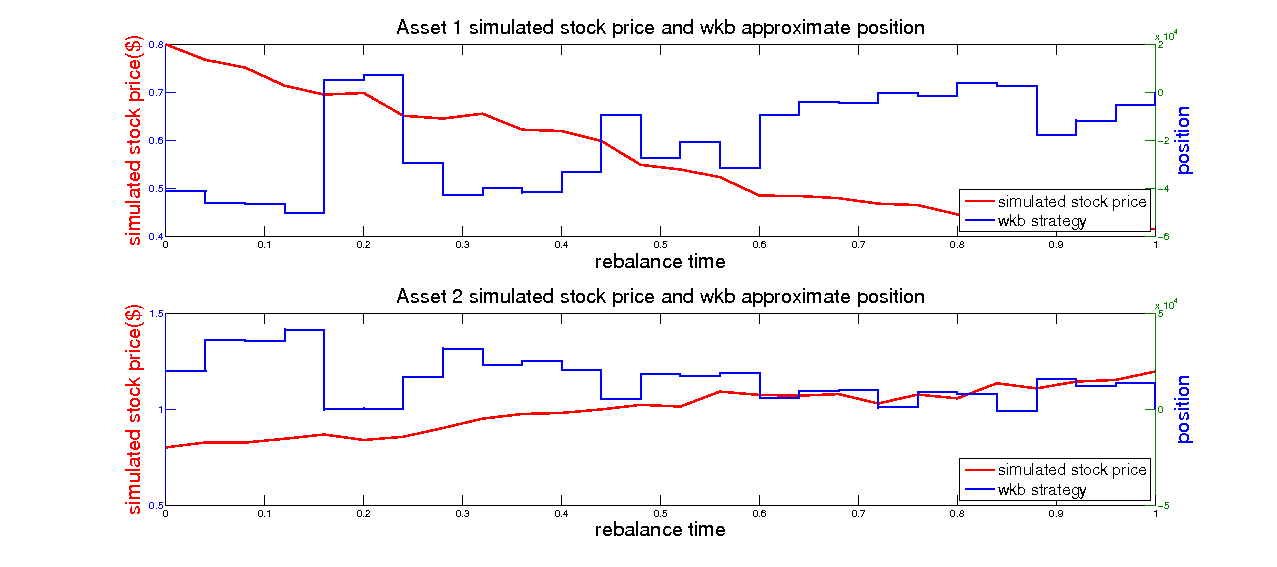 Asset 1 simulated stock price and wkb approximate position
x 10^4
simulated stock price($)
0.8
0.7
0.6
0.5
0.4
2
0
-2
-4
-6
position
simulated stock price
wkb strategy
0 0.1 0.2 0.3 0.4 0.5 0.6 0.7 0.8 0.9 1
rebalance time
Asset 2 simulated stock price and wkb approximate position
x 10^4
simulated stock price($)
1.5
1
0.5
5
0
-5
position
simulated stock price
wkb strategy
0 0.1 0.2 0.3 0.4 0.5 0.6 0.7 0.8 0.9 1
rebalance time